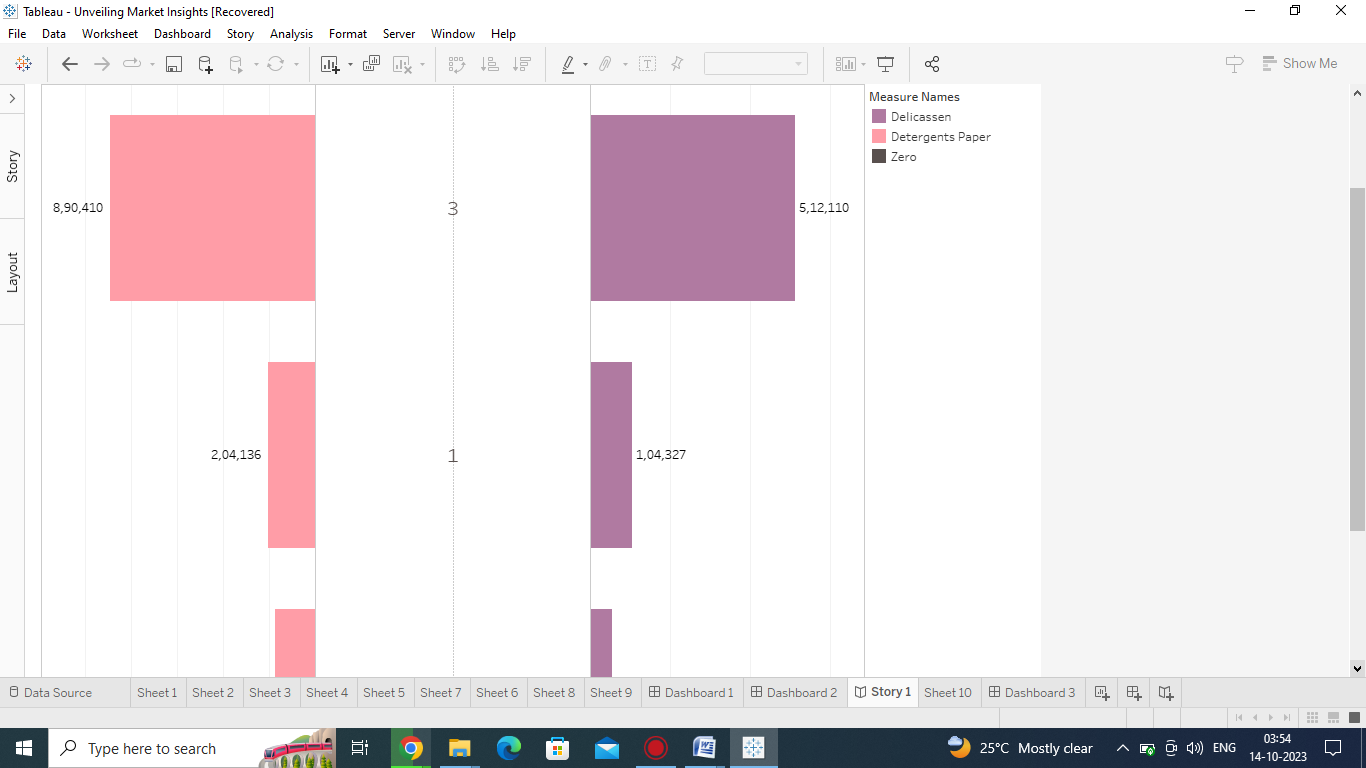 Tableau - Unveiling Market Insights [Recovered]
File Data Worksheet Dashboard Story Analysis Format Server Window Help
Show Me
Story
Layout
Measure Names
Delicassen
Detergents Paper
Zero
8,90,410 3 5,12,110
2,04,136 1 1,04,327
Data Source Sheet 1 Sheet 2 Sheet 3 Sheet 4 Sheet 5 Sheet 7 Sheet 6 Sheet 8 Sheet 9 Dashboard 1 Dashboard 2 Story 1 Sheet 10 Dashboard 3
Type here to search
25°C Mostly clear
ENG
03:54
14-10-2023